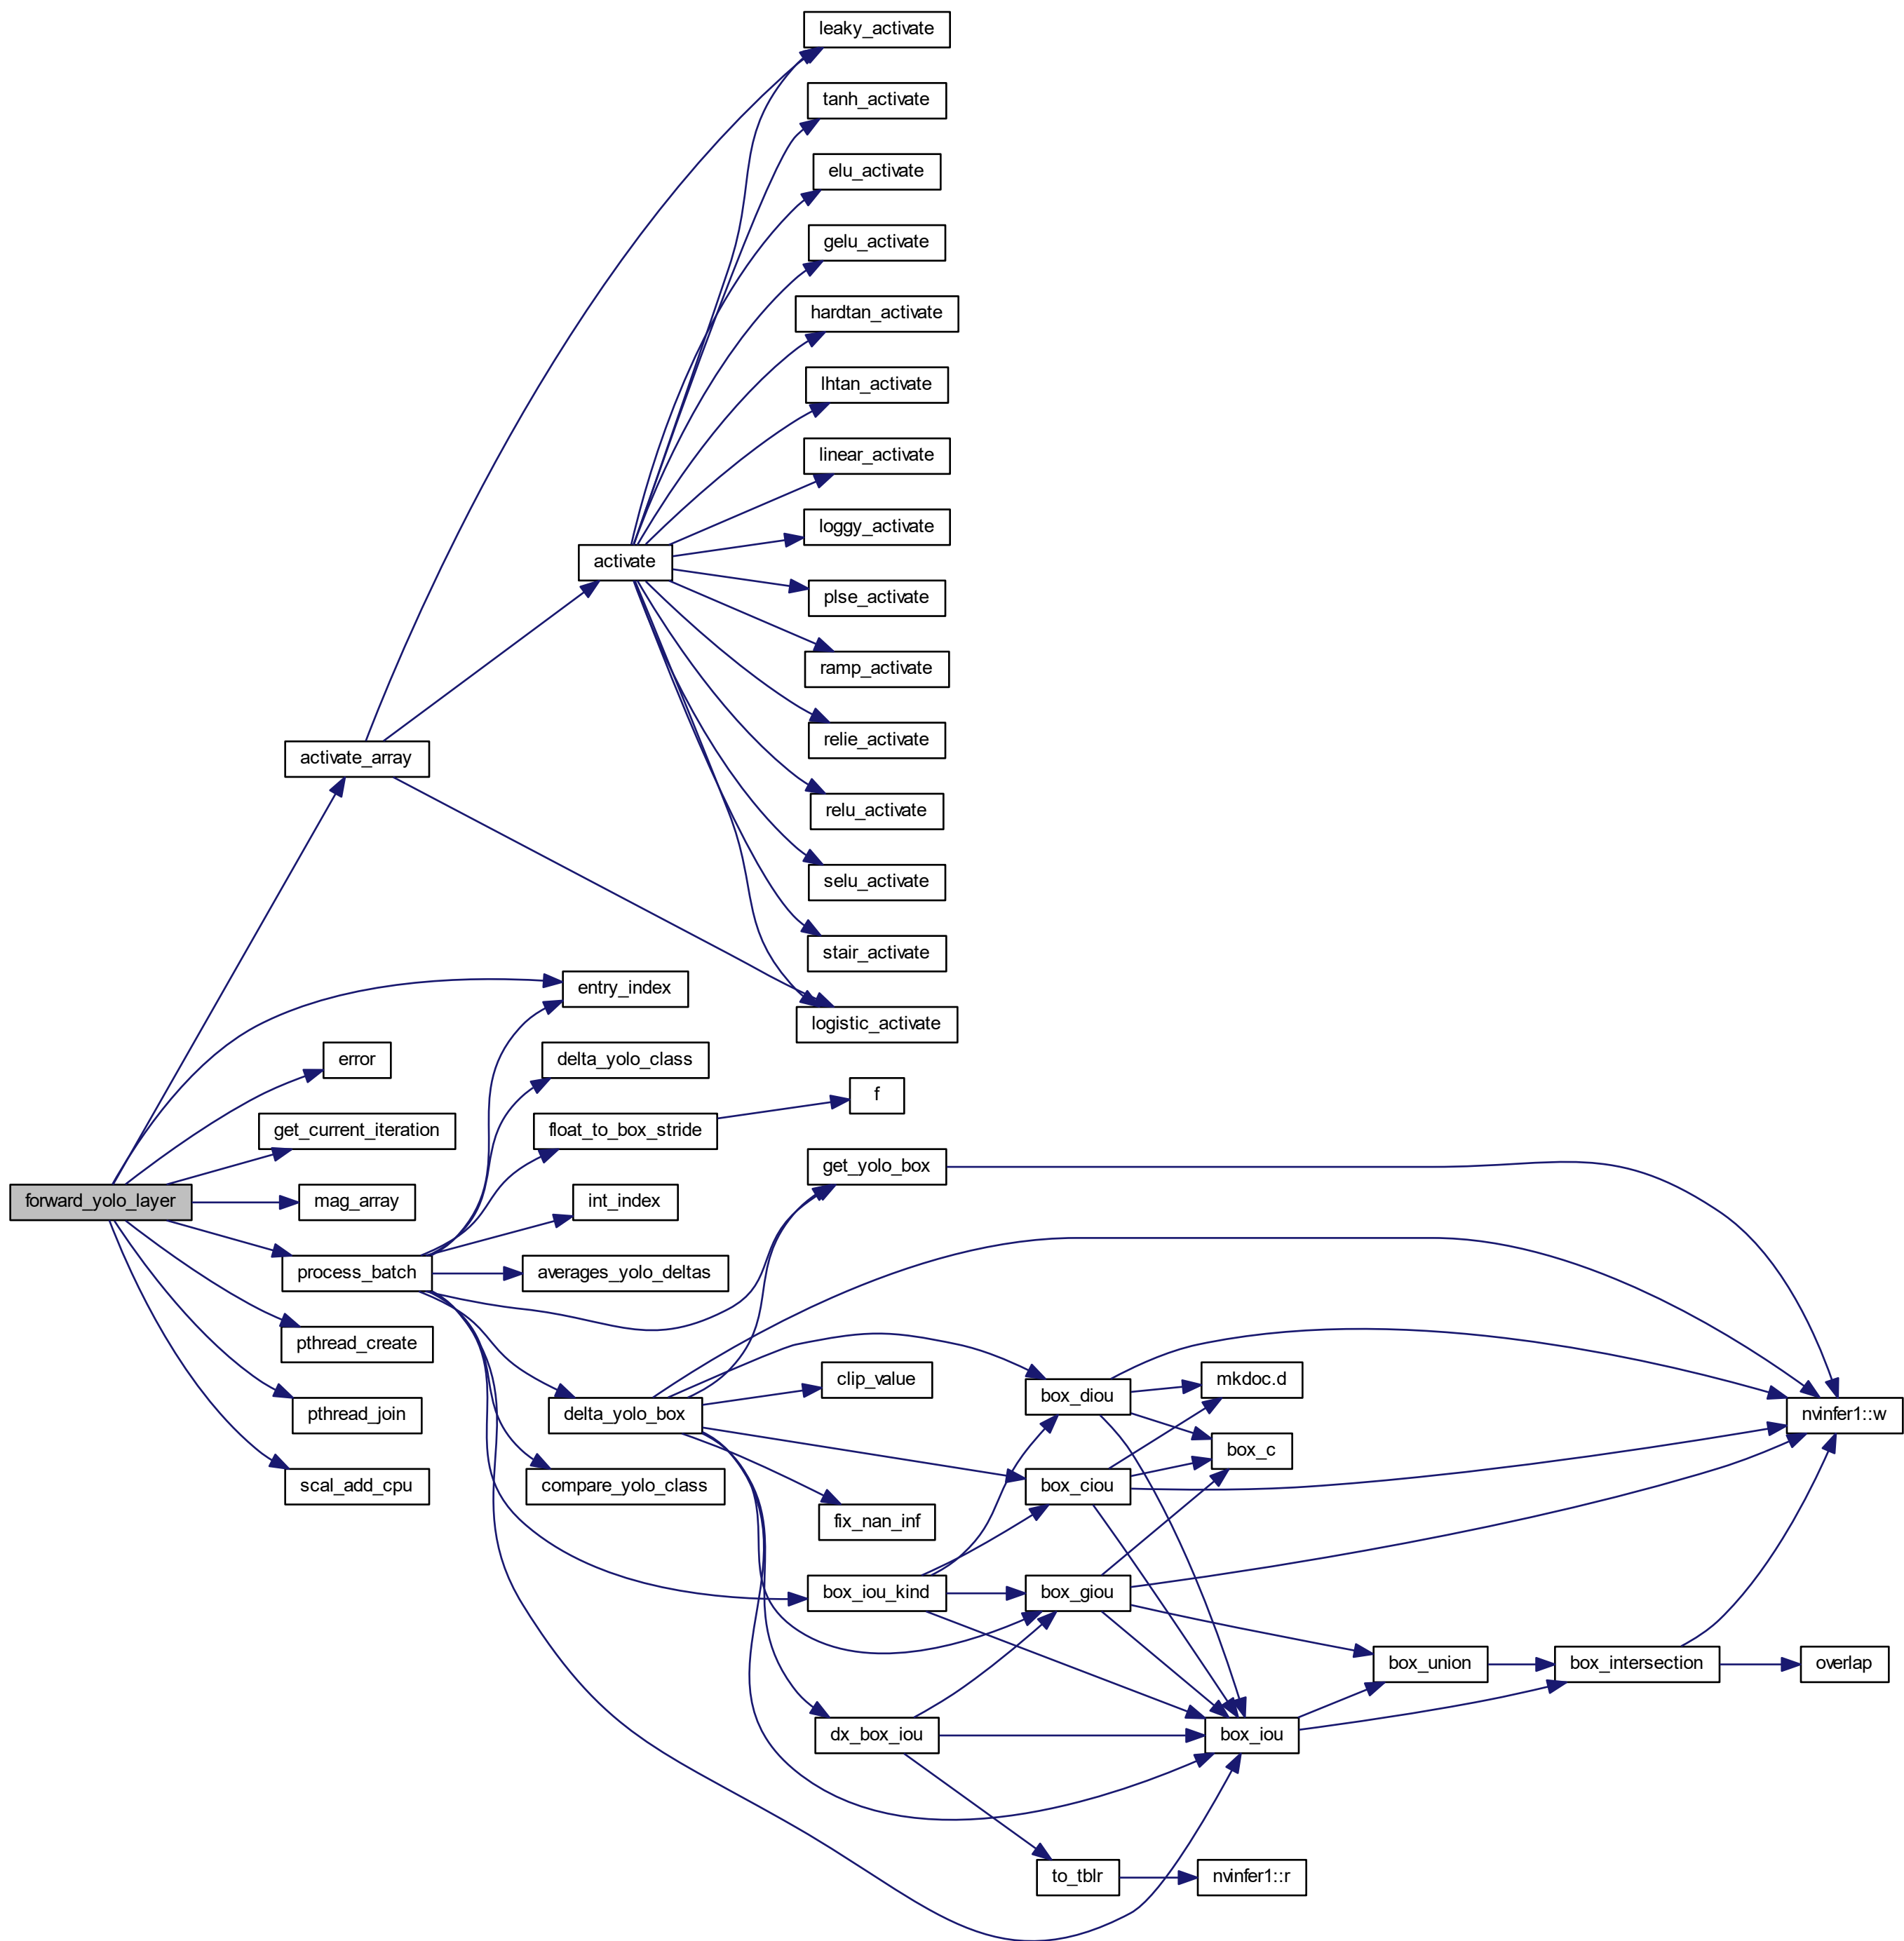 leaky_activate
tanh_activate
elu_activate
gelu_activate
hardtan_activate
lhtan_activate
linear_activate
loggy_activate
activate
plse_activate
ramp_activate
relie_activate
activate_array
relu_activate
selu_activate
stair_activate
entry_index
logistic_activate
error
delta_yolo_class
f
get_current_iteration
float_to_box_stride
get_yolo_box
forward_yolo_layer
mag_array
int_index
process_batch
averages_yolo_deltas
pthread_create
clip_value
box_diou
mkdoc.d
pthread_join
delta_yolo_box
nvinfer1::w
box_c
scal_add_cpu
compare_yolo_class
box_ciou
fix_nan_inf
box_iou_kind
box_giou
box_union
box_intersection
overlap
dx_box_iou
box_iou
to_tblr
nvinfer1::r